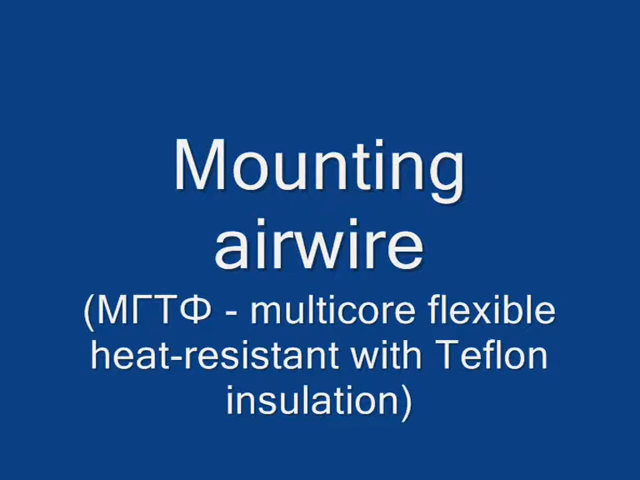 Mounting
airwire
(МГТФ - multicore flexible
heat-resistant with Teflon
insulation)